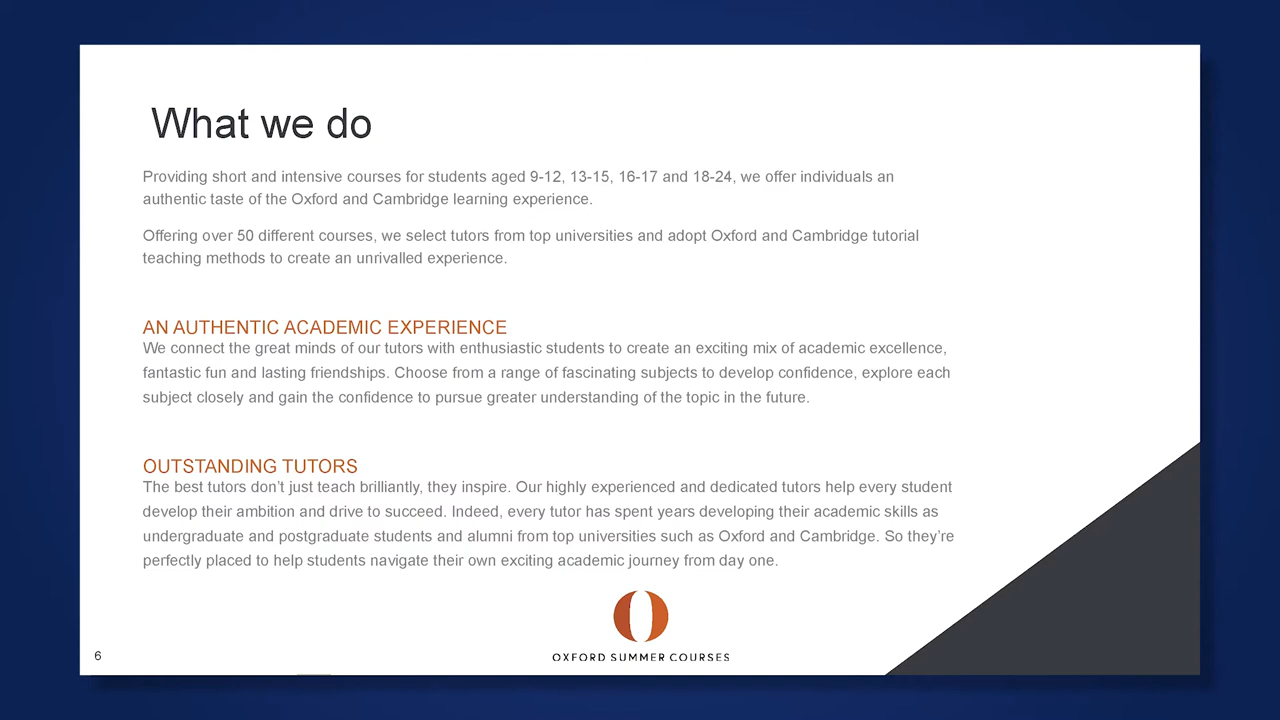 What we do
Providing short and intensive courses for students aged 9-12, 13-15, 16-17 and 18-24, we offer individuals an
authentic taste of the Oxford and Cambridge learning experience.
Offering over 50 different courses, we select tutors from top universities and adopt Oxford and Cambridge tutorial
teaching methods to create an unrivalled experience.
AN AUTHENTIC ACADEMIC EXPERIENCE
We connect the great minds of our tutors with enthusiastic students to create an exciting mix of academic excellence,
fantastic fun and lasting friendships. Choose from a range of fascinating subjects to develop confidence, explore each
subject closely and gain the confidence to pursue greater understanding of the topic in the future.
OUTSTANDING TUTORS
The best tutors don’t just teach brilliantly, they inspire. Our highly experienced and dedicated tutors help every student
develop their ambition and drive to succeed. Indeed, every tutor has spent years developing their academic skills as
undergraduate and postgraduate students and alumni from top universities such as Oxford and Cambridge. So they’re
perfectly placed to help students navigate their own exciting academic journey from day one.
6
OXFORD SUMMER COURSES